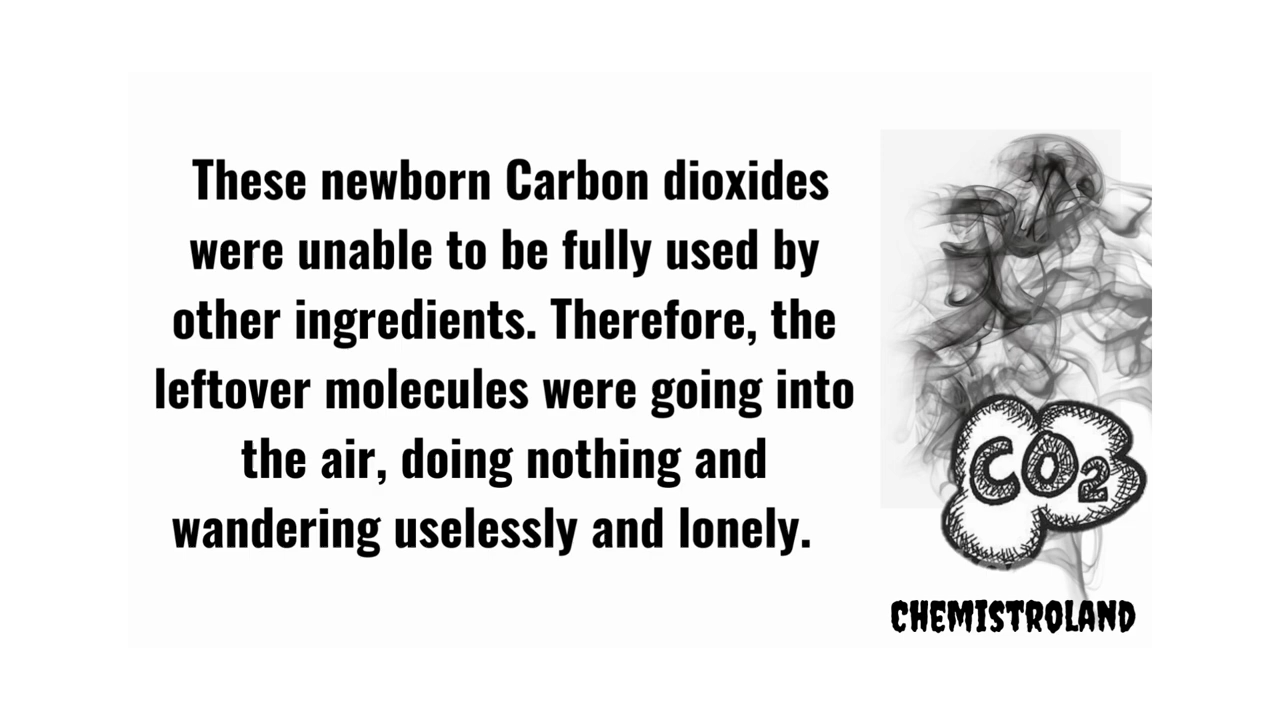 These newborn Carbon dioxides
were unable to be fully used by
other ingredients. Therefore, the
leftover molecules were going into
the air, doing nothing and
wandering uselessly and lonely.
CO2
CHEMISTROLAND